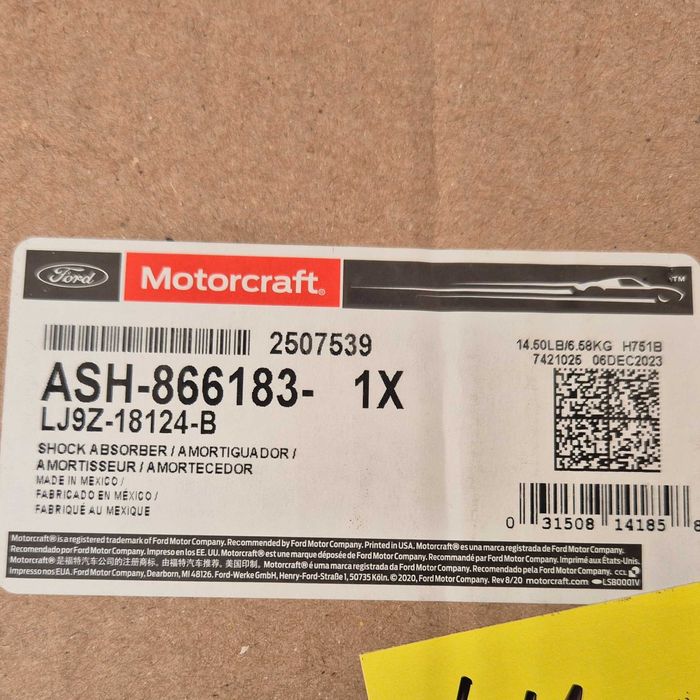 Ford
Motorcraft®
TM
2507539
14.50LB/6.58KG H751B
7421025 06DEC2023
ASH-866183- 1X
LJ9Z-18124-B
SHOCK ABSORBER / AMORTIGUADOR /
AMORTISSEUR / AMORTECEDOR
MADE IN MEXICO /
FABRICADO EN MÉXICO /
FABRIQUÉ AU MEXIQUE
0 31508 14185 8
Motorcraft® is a registered trademark of Ford Motor Company. Recommended by Ford Motor Company. Printed in USA. Motorcraft® es una marca registrada de Ford Motor Company.
Recomendado por Ford Motor Company. Impreso en los EE. UU. Motorcraft® est une marque déposée de Ford Motor Company. Recommandé par Ford Motor Company. Imprimé aux États-Unis.
Motorcraft® 是福特汽车公司的注册商标。由福特汽车推荐。美国印制。Motorcraft® é uma marca registrada da Ford Motor Company. Recomendado pela Ford Motor Company.
Impresso nos EUA. Ford Motor Company, Dearborn, MI 48126. Ford-Werke GmbH, Henry-Ford-Straße 1, 50735 Köln. © 2020, Ford Motor Company. Rev 8/20 motorcraft.com LSB0001V
CCL